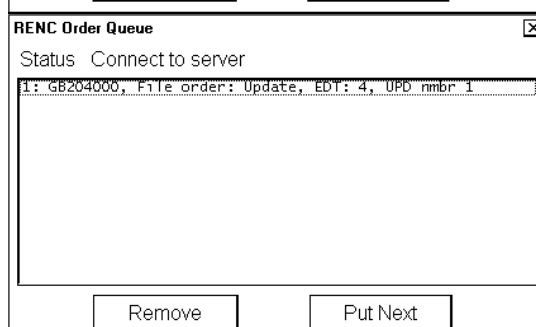 RENC Order Queue
Status Connect to server
1: GB204000, File order: Update, EDT: 4, UPD nmbr 1
Remove Put Next